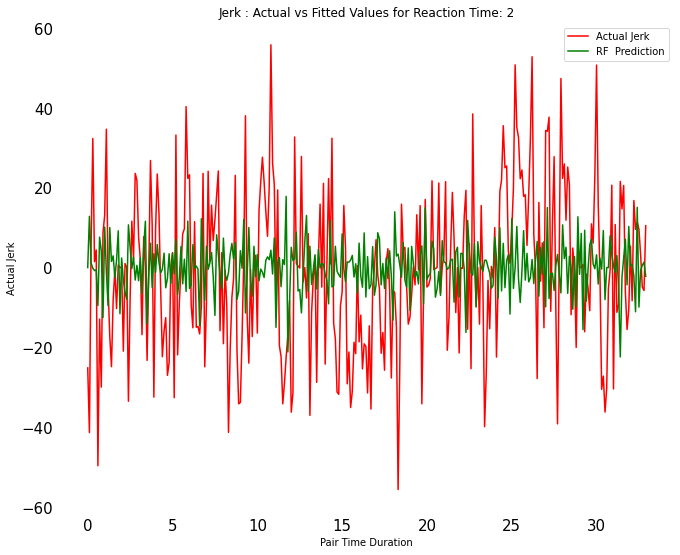 Jerk : Actual vs Fitted Values for Reaction Time: 2
Actual Jerk
RF  Prediction
60
40
20
0
−20
−40
−60
Actual Jerk
0 5 10 15 20 25 30
Pair Time Duration